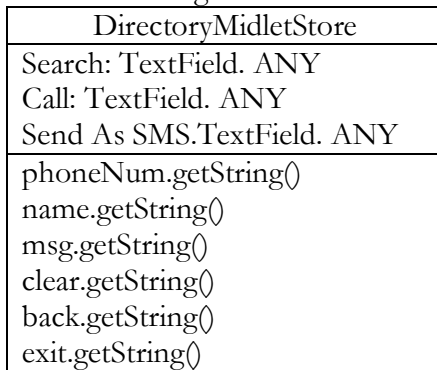 DirectoryMidletStore
Search: TextField. ANY
Call: TextField. ANY
Send As SMS.TextField. ANY
phoneNum.getString()
name.getString()
msg.getString()
clear.getString()
back.getString()
exit.getString()